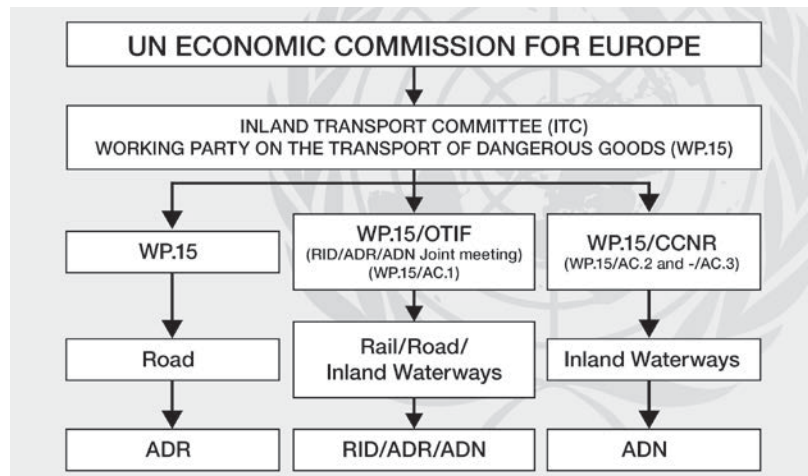 UN ECONOMIC COMMISSION FOR EUROPE
INLAND TRANSPORT COMMITTEE (ITC)
WORKING PARTY ON THE TRANSPORT OF DANGEROUS GOODS (WP.15)
WP.15
WP.15/OTIF
(RID/ADR/ADN Joint meeting)
(WP.15/AC.1)
WP.15/CCNR
(WP.15/AC.2 and -/AC.3)
Road
Rail/Road/
Inland Waterways
Inland Waterways
ADR
RID/ADR/ADN
ADN